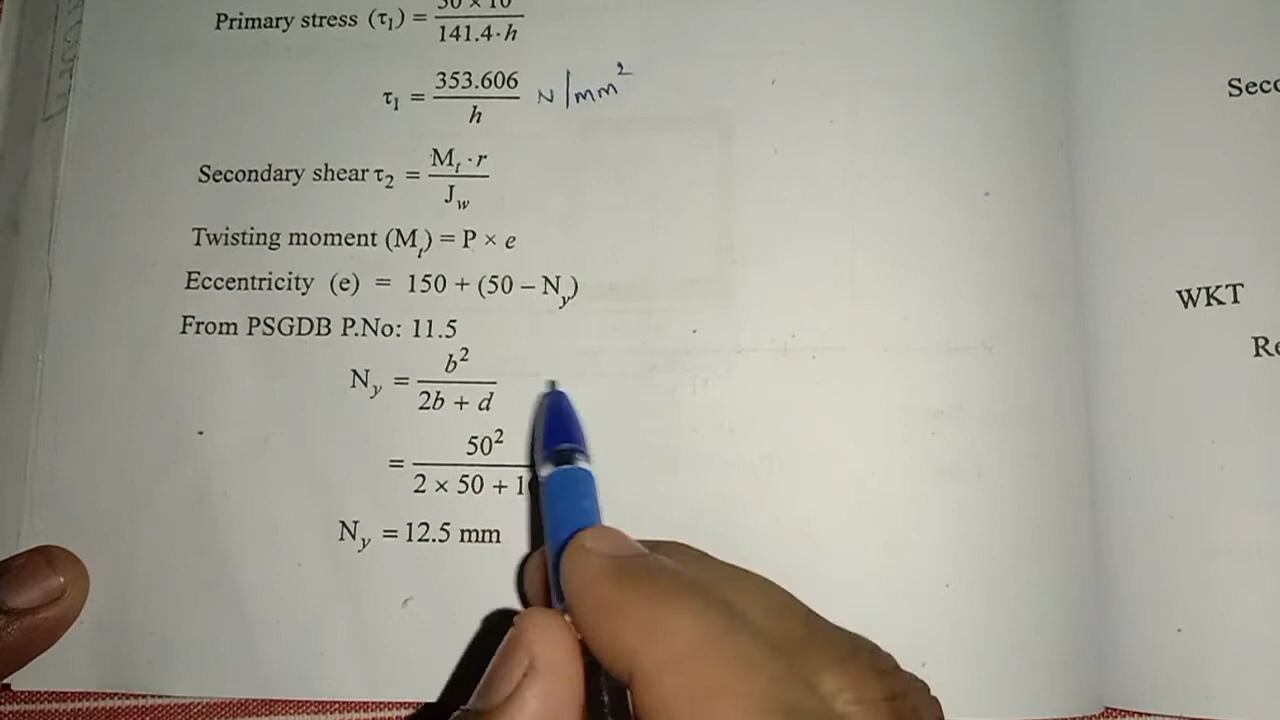 Primary stress (τ₁) = 50 × 10 / 141.4·h
τ₁ = 353.606 / h N/mm²
Secondary shear τ₂ = Mₜ · r / J_w
Twisting moment (Mₜ) = P × e
Eccentricity (e) = 150 + (50 – N_y)
From PSGDB P.No: 11.5
N_y = b² / 2b + d
= 50² / 2 × 50 + 1
N_y = 12.5 mm
WKT